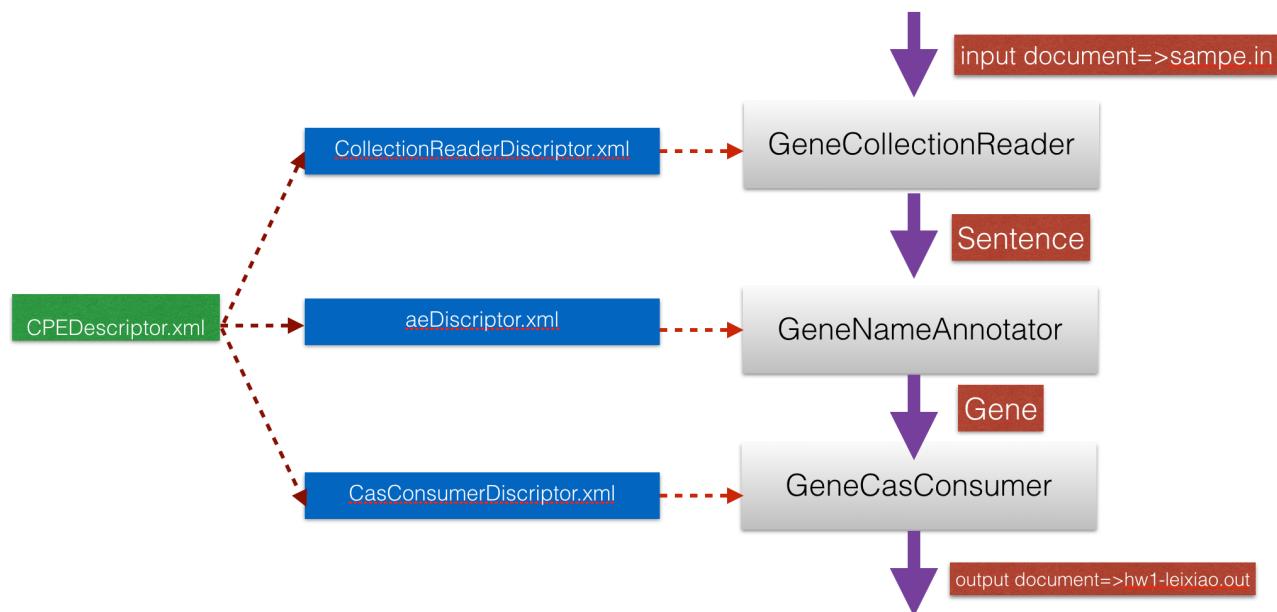 input document=>sampe.in
CollectionReaderDiscriptor.xml
GeneCollectionReader
Sentence
CPEDescriptor.xml
aeDiscriptor.xml
GeneNameAnnotator
Gene
CasConsumerDiscriptor.xml
GeneCasConsumer
output document=>hw1-leixiao.out